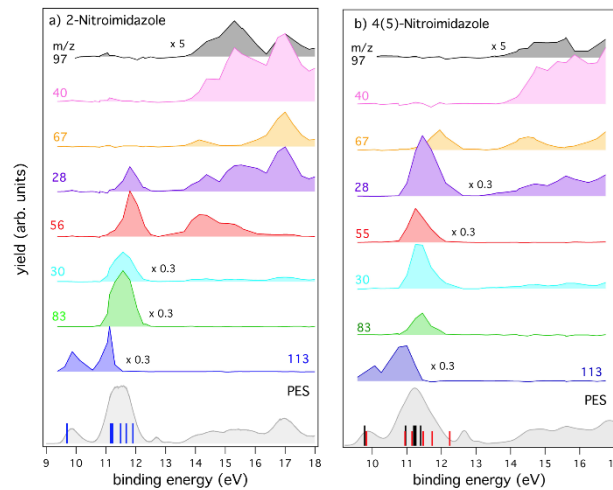 a) 2-Nitroimidazole
m/z
97
x 5
40
67
28
56
30
x 0.3
83
x 0.3
x 0.3
113
PES
9 10 11 12 13 14 15 16 17 18
binding energy (eV)
yield (arb. units)
b) 4(5)-Nitroimidazole
m/z
97
x 5
40
67
28
x 0.3
55
x 0.3
30
x 0.3
83
x 0.3
113
PES
10 11 12 13 14 15 16 17
binding energy (eV)